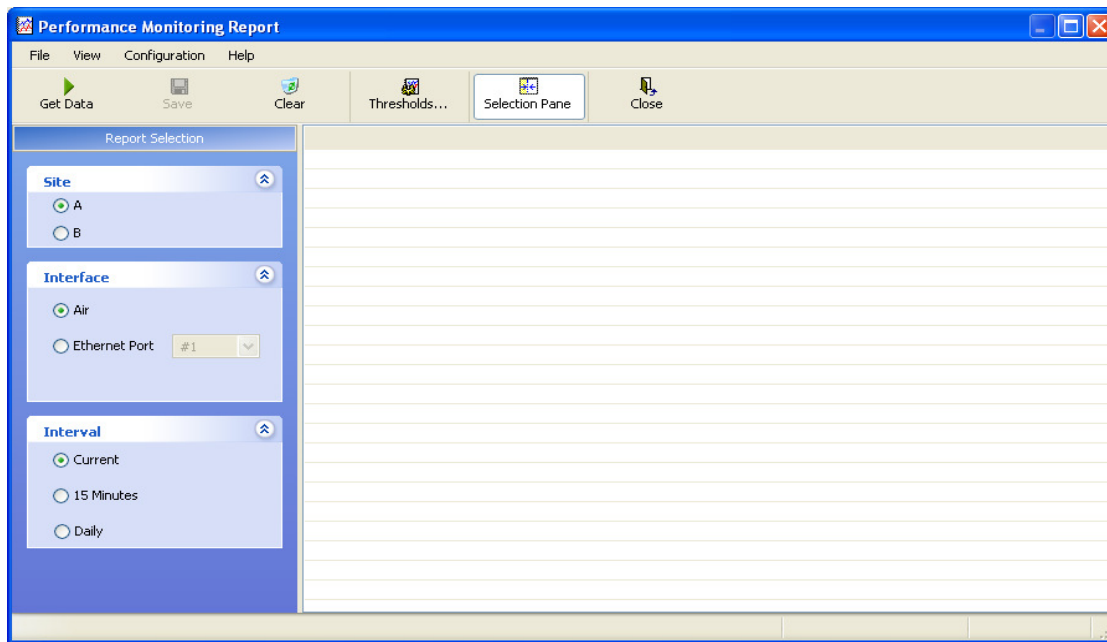 Performance Monitoring Report
File View Configuration Help
Get Data Save Clear Thresholds... Selection Pane Close
Report Selection
Site
A
B
Interface
Air
Ethernet Port #1
Interval
Current
15 Minutes
Daily